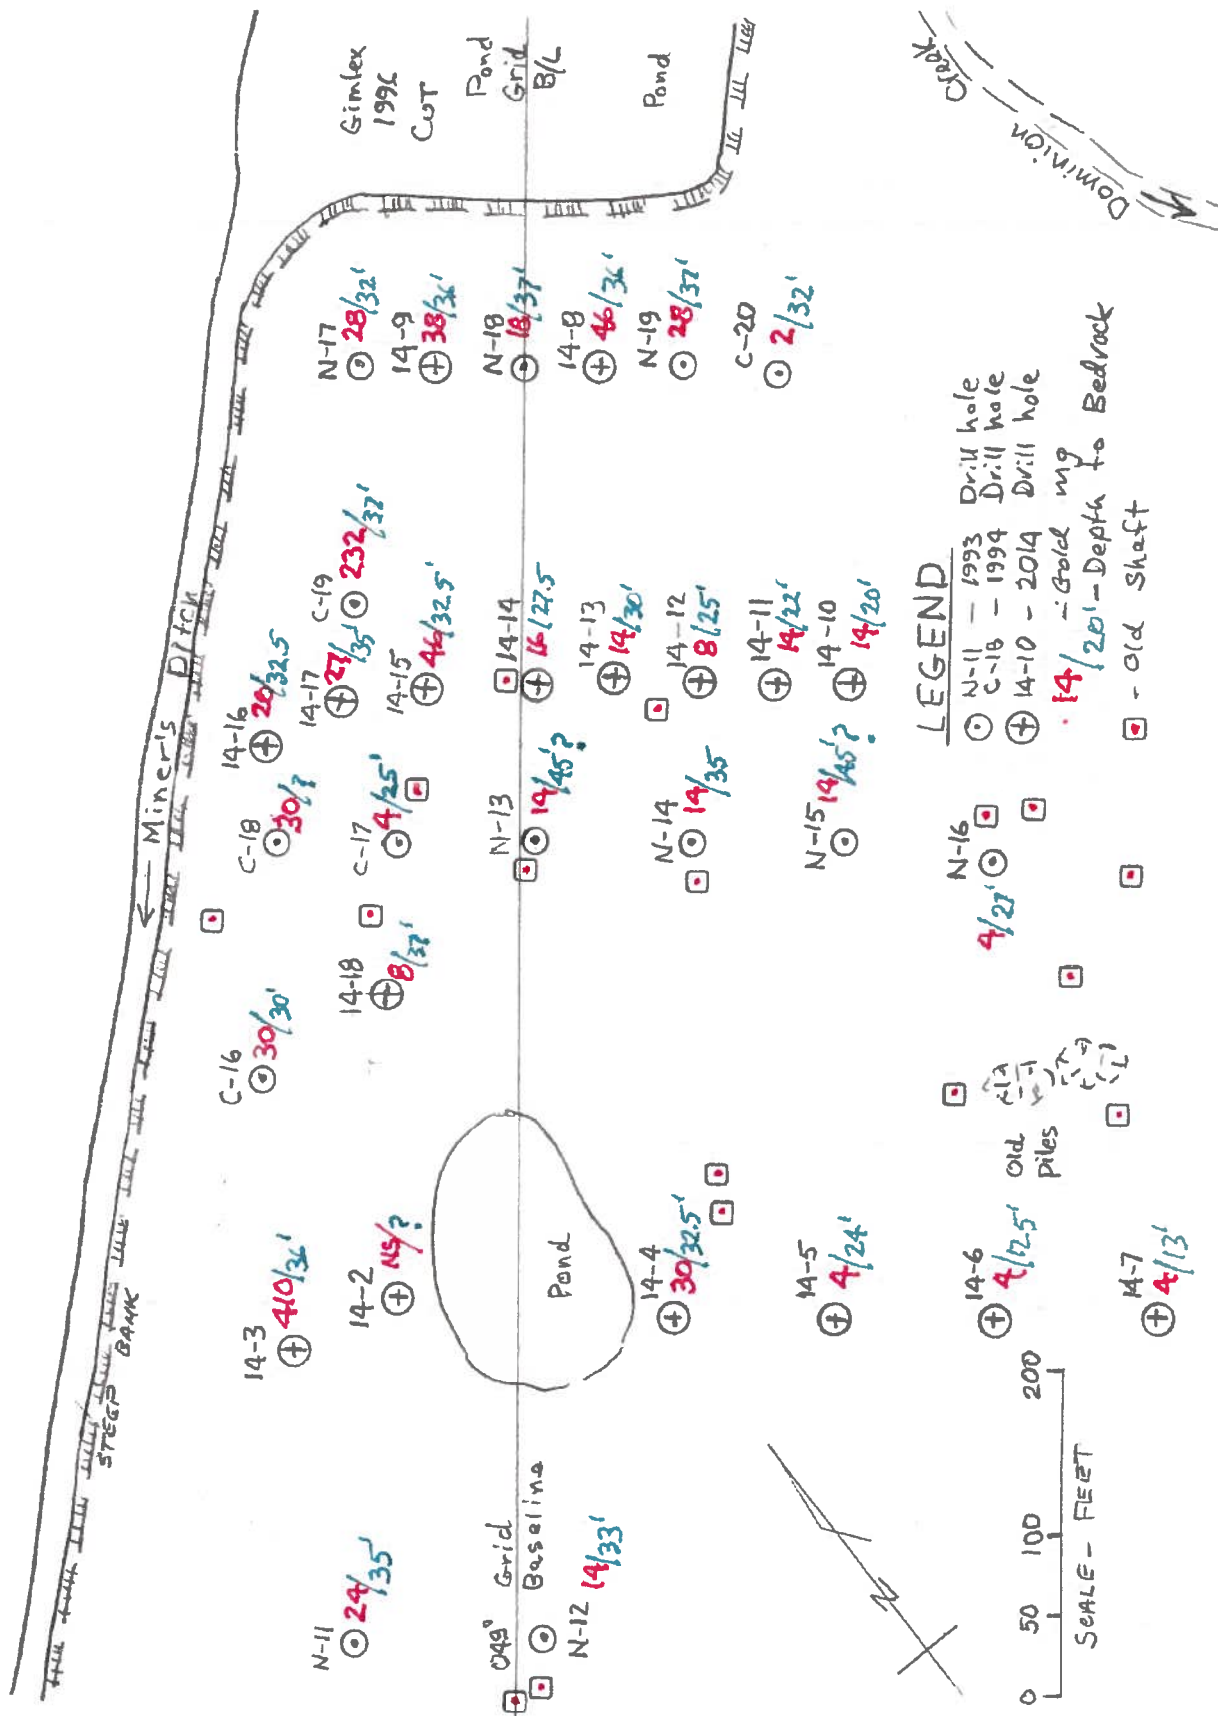 Gimlex
1996
CUT
Pond
Grid
B/L
Pond
Dominion Creek
← Miner's Ditch
STEEP BANK
N-17
28/32'
14-9
38/36'
N-18
18/37'
14-8
46/36'
N-19
28/37'
C-20
2/32'
14-16
20/32.5
14-17
27/35'
C-19
232/37'
14-15
46/32.5'
14-14
16/27.5
14-13
14/30'
14-12
8/25'
14-11
14/22'
14-10
14/20'
C-18
30/?
C-17
4/25'
N-13
14/45'?
N-14
14/35
N-15
14/45'?
N-16
4/27'
C-16
30/30'
14-18
8/37'
14-3
410/36'
14-2
NS/?
Pond
14-4
30/32.5'
14-5
4/24'
14-6
4/12.5'
14-7
4/13'
Old
piles
N-11
24/35'
049° Grid
Baseline
N-12
14/33'
LEGEND
N-11 - 1993 Drill hole
C-18 - 1994 Drill hole
14-10 - 2014 Drill hole
14 - Gold mg
/20' - Depth to Bedrock
- Old Shaft
N
0 50 100 200
SCALE - FEET